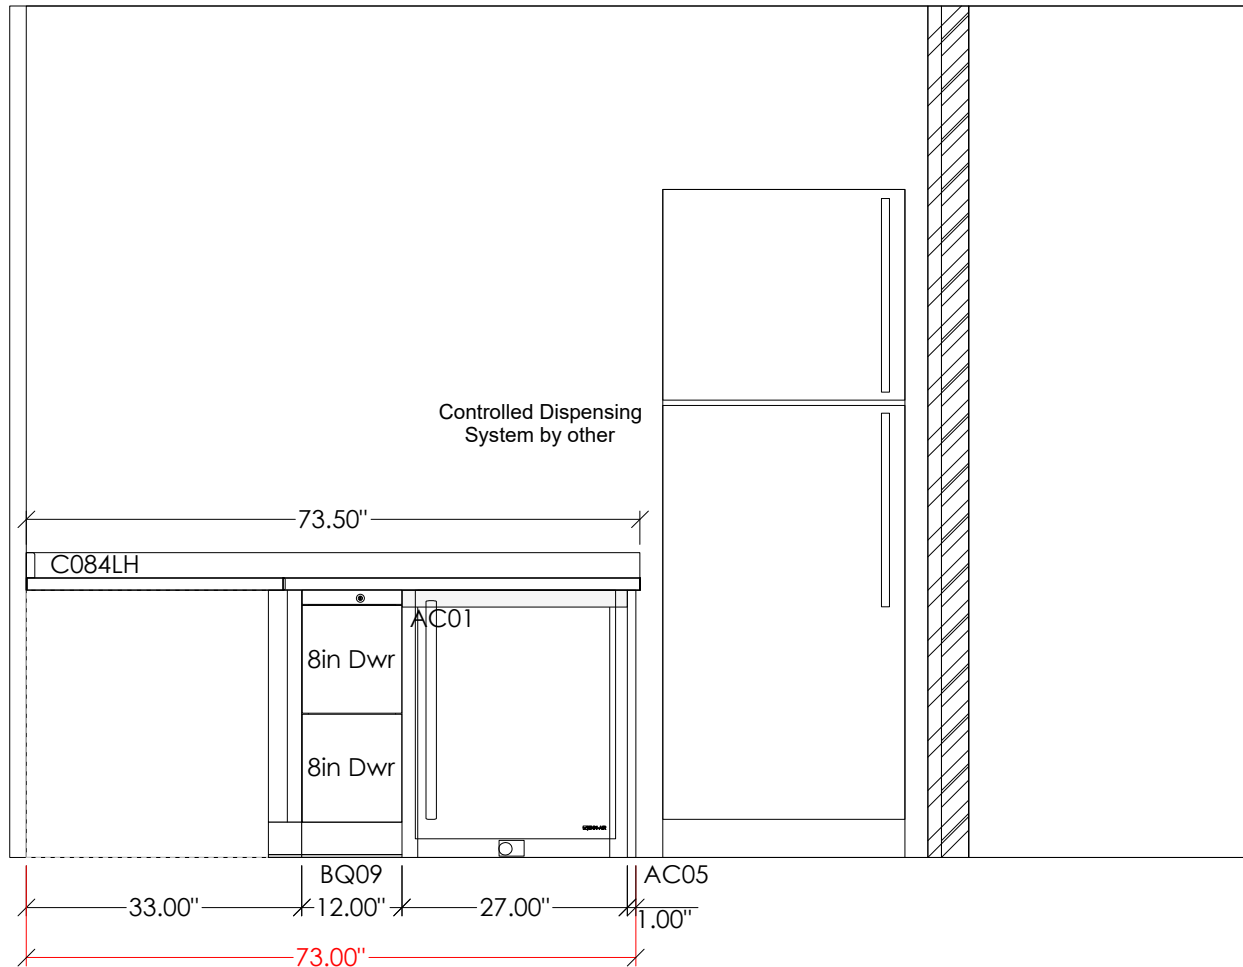 Controlled Dispensing
System by other
73.50"
C084LH
AC01
8in Dwr
8in Dwr
BQ09
AC05
33.00"
12.00"
27.00"
1.00"
73.00"